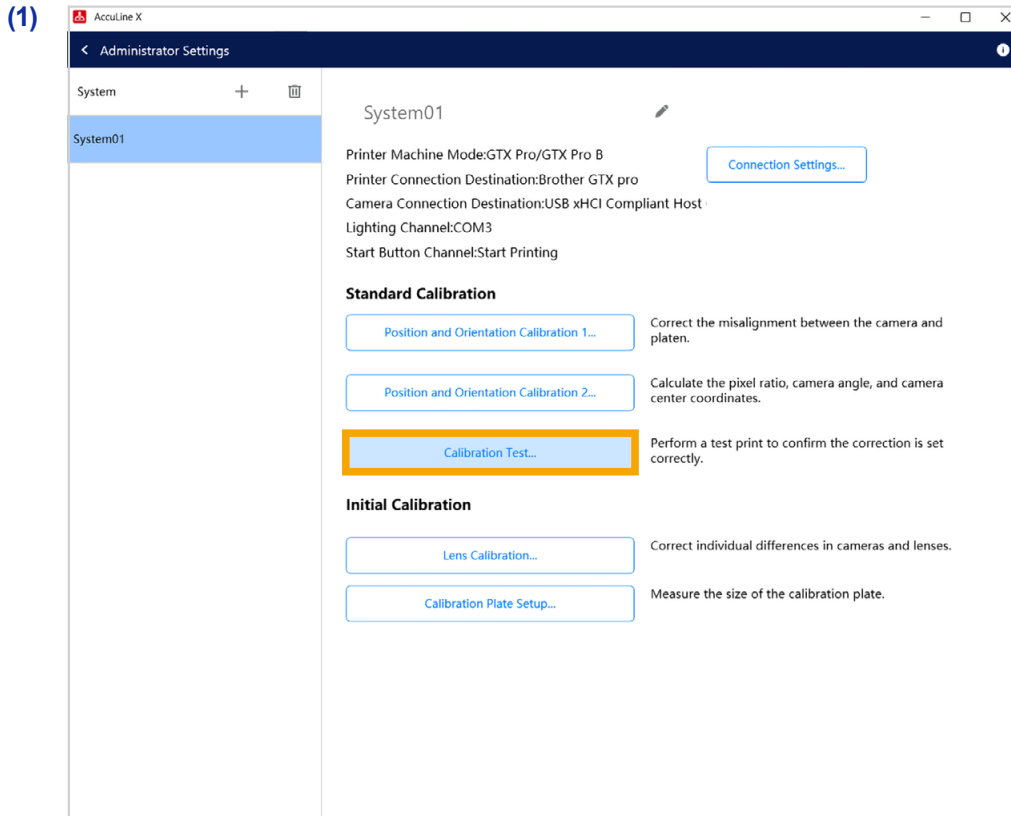 (1)
AccuLine X
Administrator Settings
System
System01
System01
Printer Machine Mode:GTX Pro/GTX Pro B
Connection Settings...
Printer Connection Destination:Brother GTX pro
Camera Connection Destination:USB xHCI Compliant Host
Lighting Channel:COM3
Start Button Channel:Start Printing
Standard Calibration
Position and Orientation Calibration 1...
Correct the misalignment between the camera and
platen.
Position and Orientation Calibration 2...
Calculate the pixel ratio, camera angle, and camera
center coordinates.
Calibration Test...
Perform a test print to confirm the correction is set
correctly.
Initial Calibration
Lens Calibration...
Correct individual differences in cameras and lenses.
Calibration Plate Setup...
Measure the size of the calibration plate.